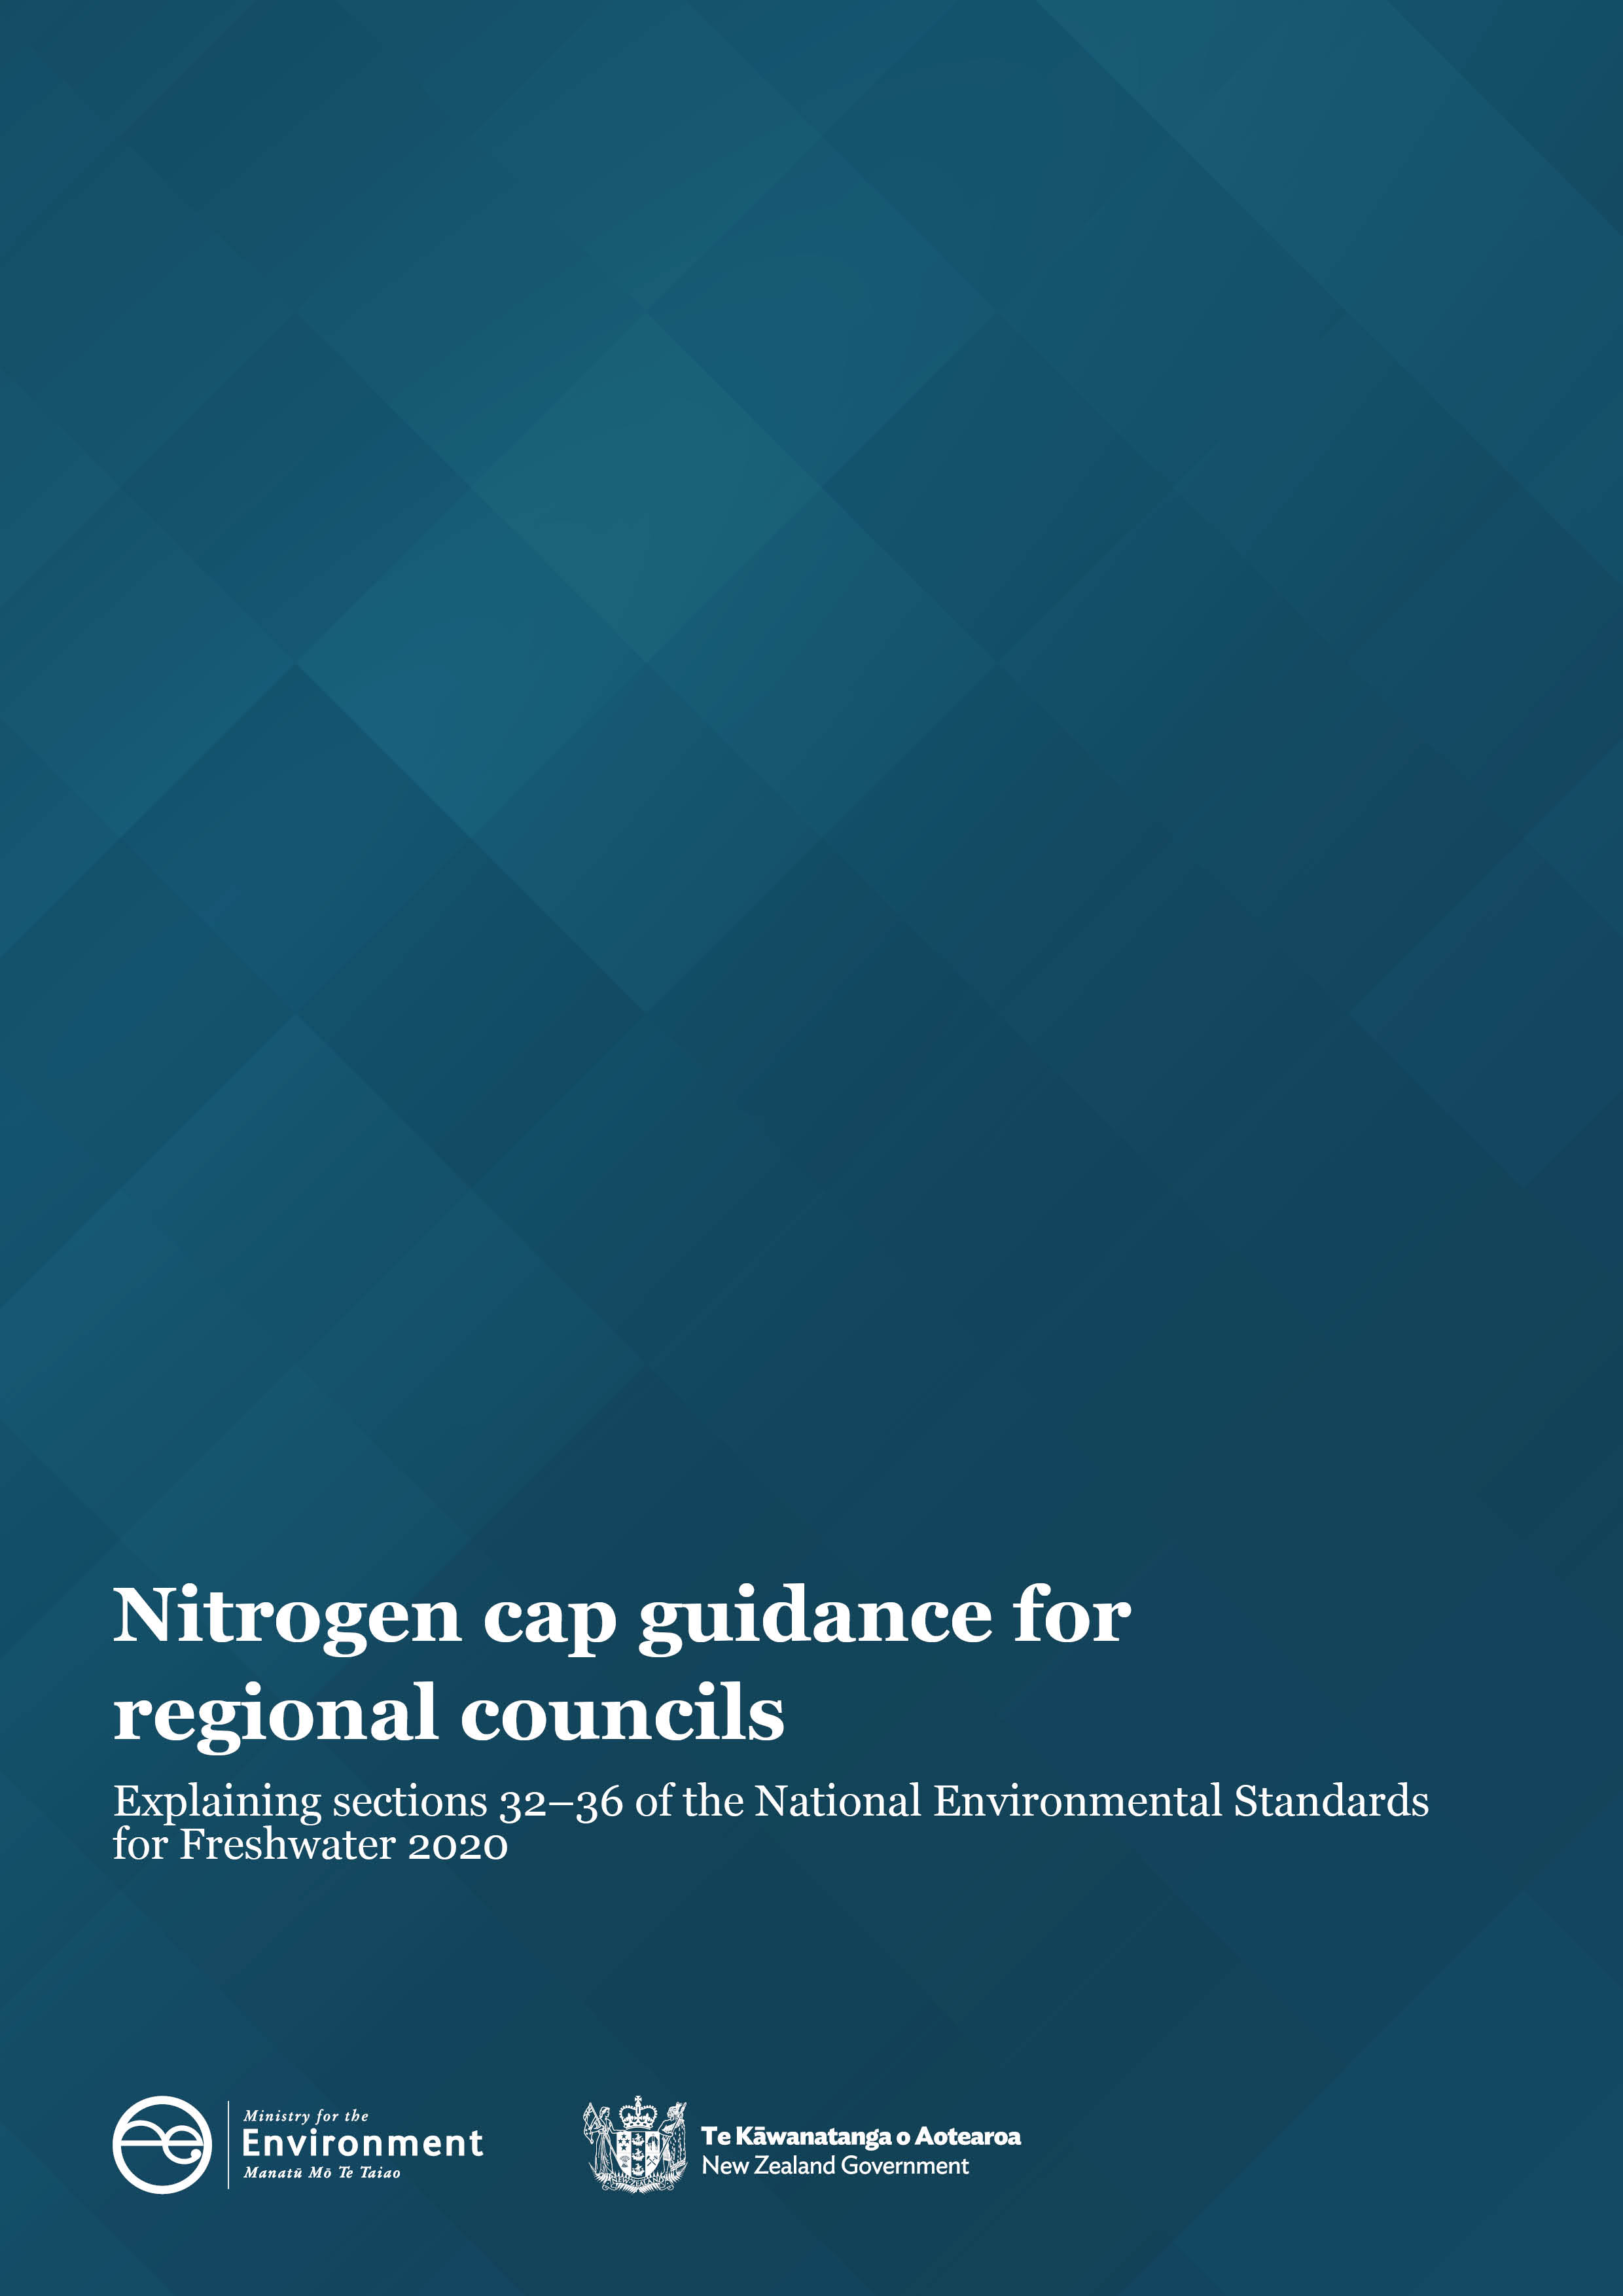 Nitrogen cap guidance for
regional councils
Explaining sections 32–36 of the National Environmental Standards
for Freshwater 2020
Ministry for the
Environment
Manatū Mō Te Taiao
Te Kāwanatanga o Aotearoa
New Zealand Government